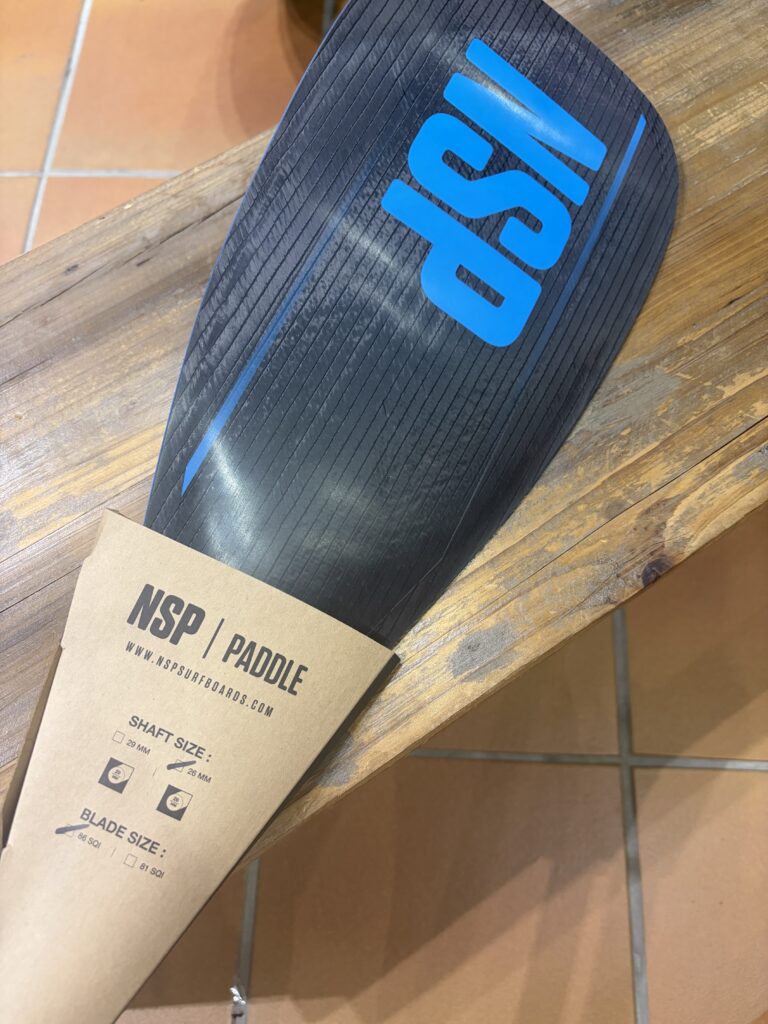 NSP
NSP | PADDLE
WWW.NSPSURFBOARDS.COM
SHAFT SIZE :
29 MM | 26 MM
BLADE SIZE :
86 SQI | 81 SQI